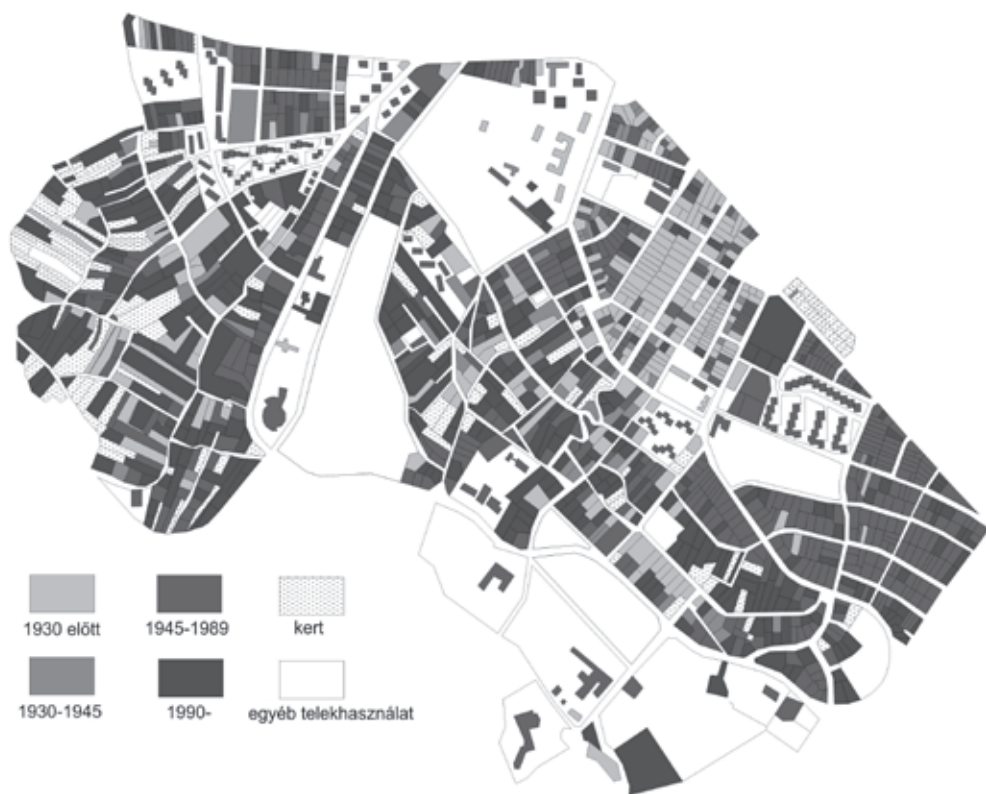 1930 előtt
1945-1989
kert
1930-1945
1990-
egyéb telekhasználat